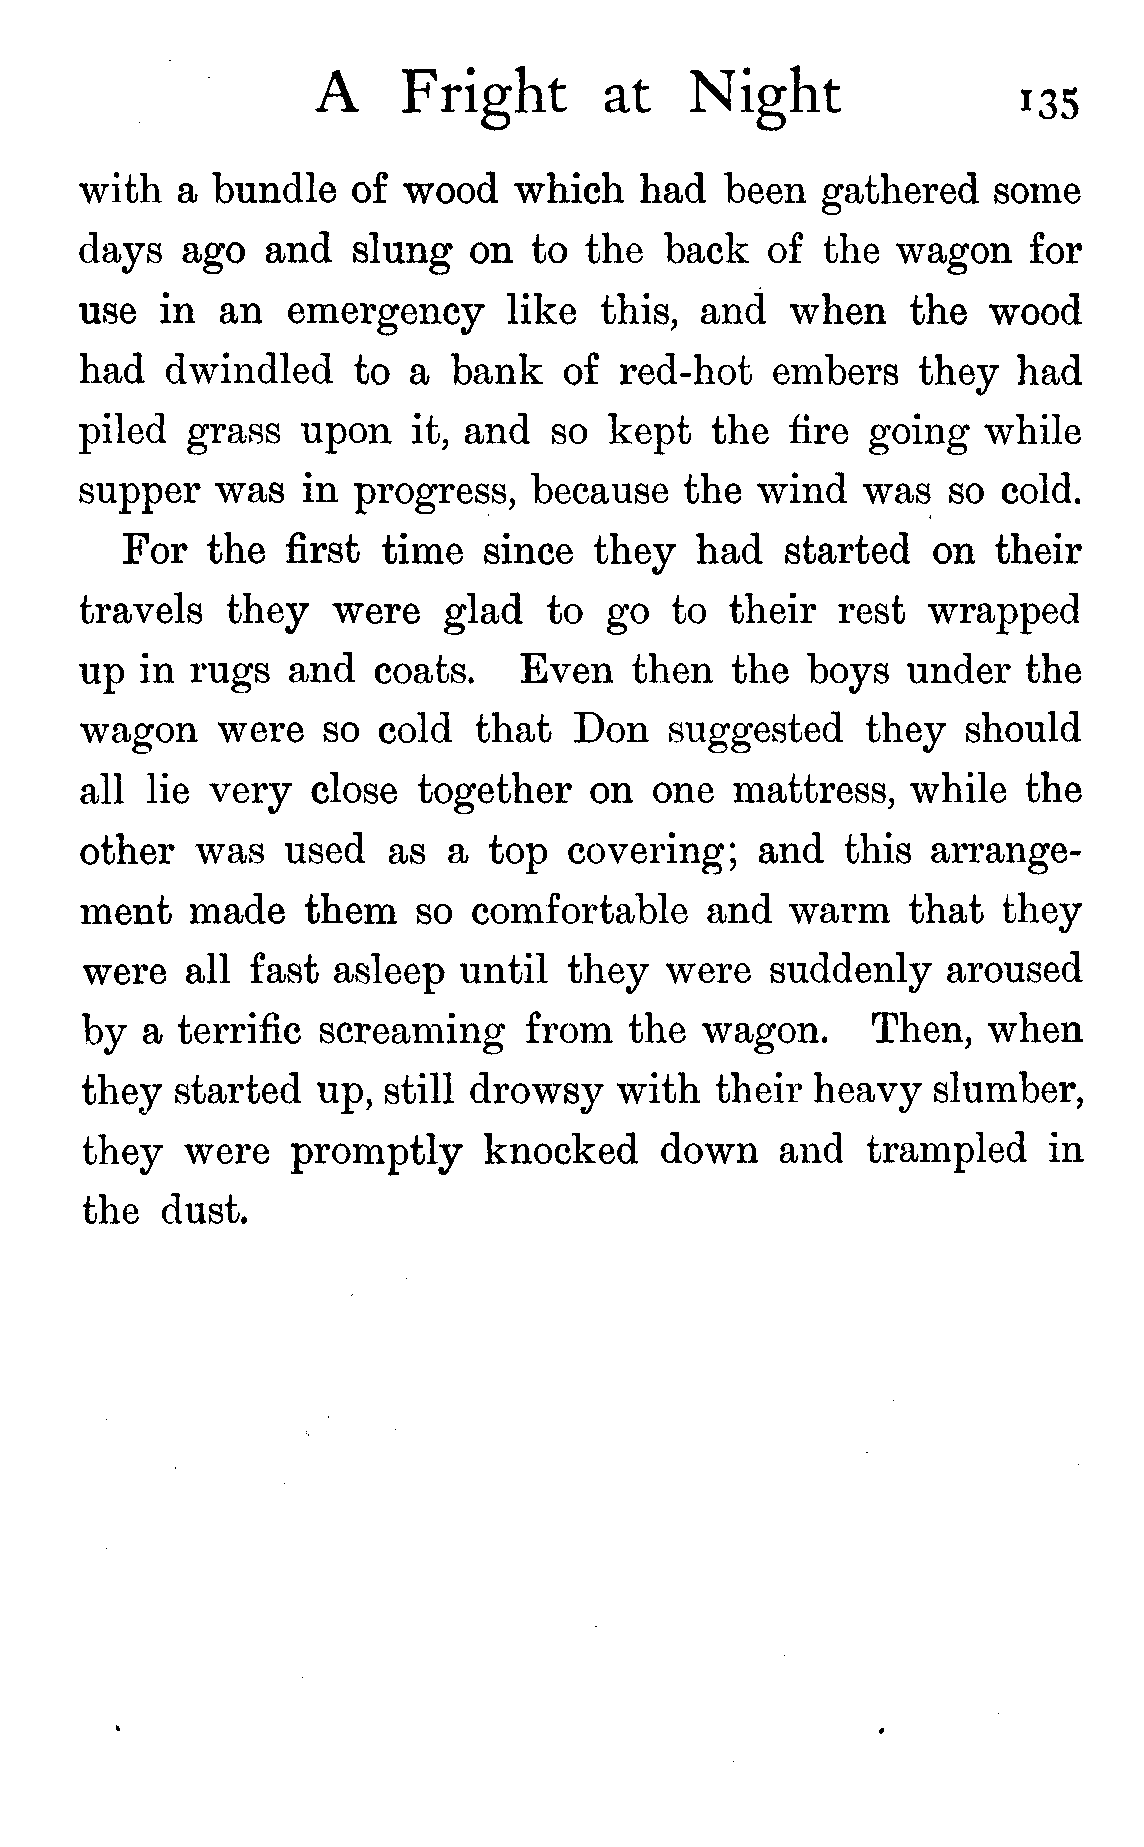 A Fright at Night 135
with a bundle of wood which had been gathered some
days ago and slung on to the back of the wagon for
use in an emergency like this, and when the wood
had dwindled to a bank of red-hot embers they had
piled grass upon it, and so kept the fire going while
supper was in progress, because the wind was so cold.
For the first time since they had started on their
travels they were glad to go to their rest wrapped
up in rugs and coats. Even then the boys under the
wagon were so cold that Don suggested they should
all lie very close together on one mattress, while the
other was used as a top covering; and this arrange-
ment made them so comfortable and warm that they
were all fast asleep until they were suddenly aroused
by a terrific screaming from the wagon. Then, when
they started up, still drowsy with their heavy slumber,
they were promptly knocked down and trampled in
the dust.